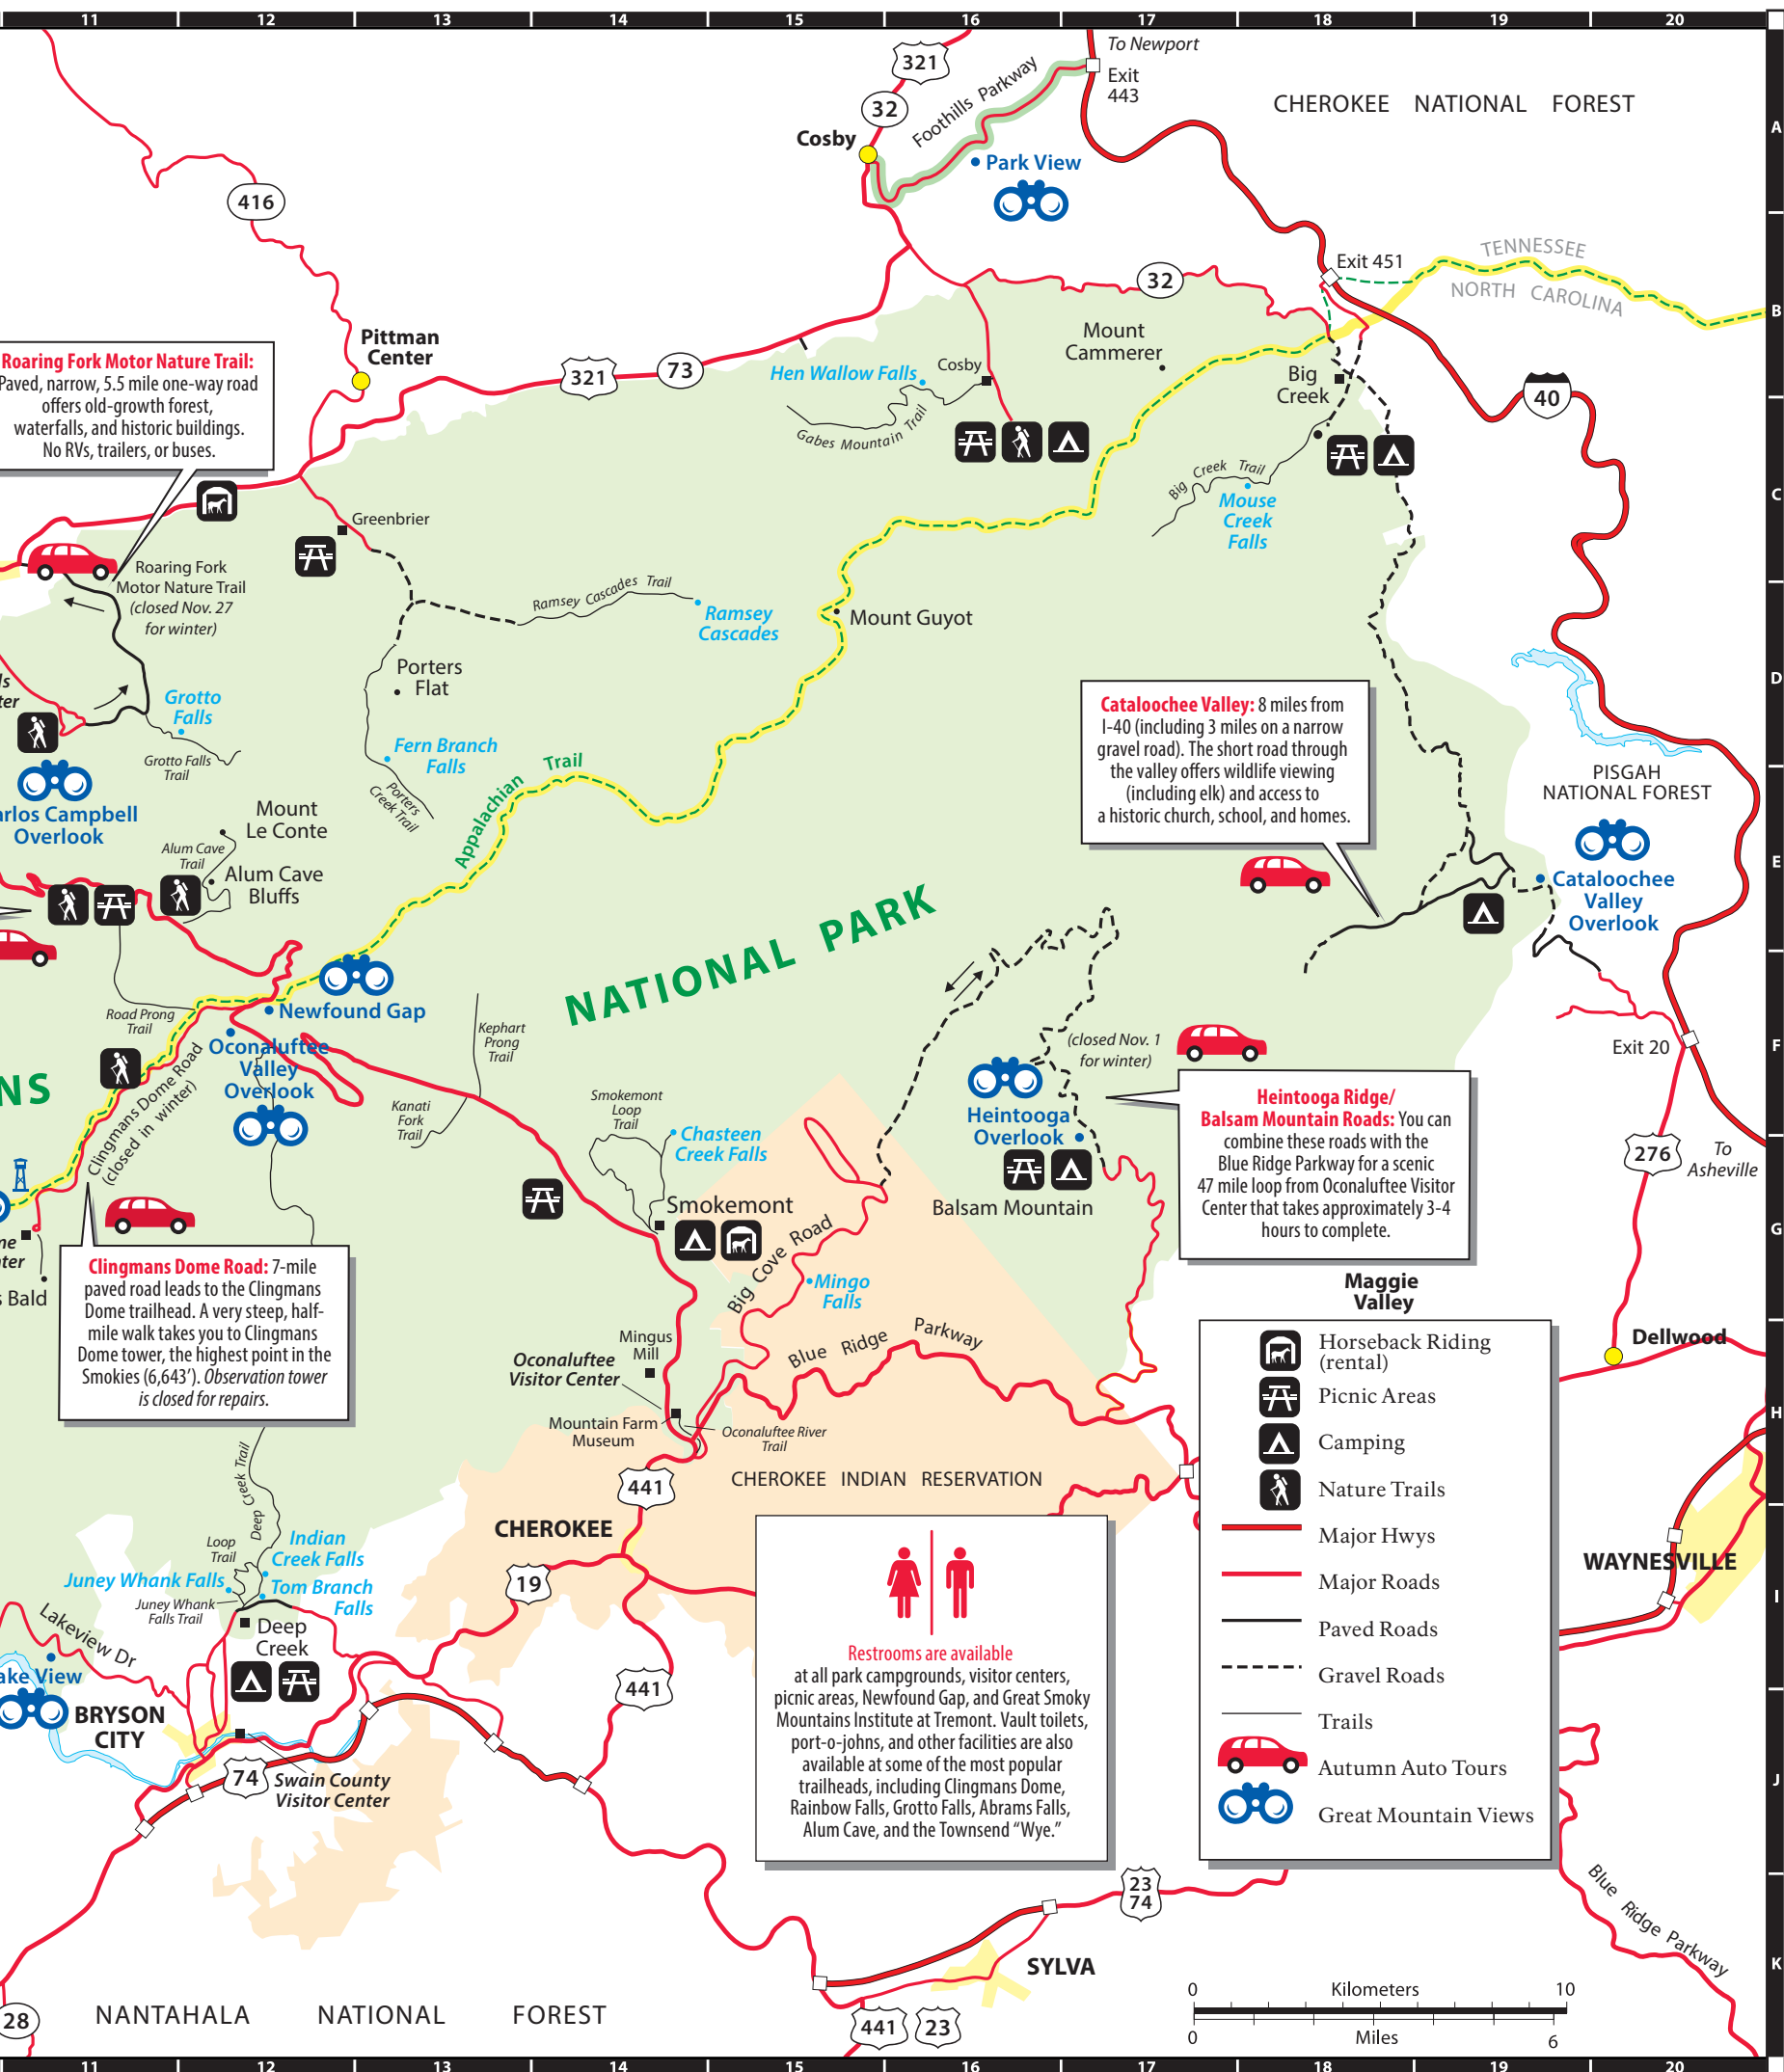 11 12 13 14 15 16 17 18 19 20
To Newport
321
Exit
443
CHEROKEE NATIONAL FOREST
Foothills Parkway
32
A
Cosby
Park View
416
TENNESSEE
Exit 451
NORTH CAROLINA
32
B
Mount
Cammerer
Pittman
Center
Roaring Fork Motor Nature Trail:
Paved, narrow, 5.5 mile one-way road
offers old-growth forest,
waterfalls, and historic buildings.
No RVs, trailers, or buses.
321
73
Hen Wallow Falls
Cosby
Gabes Mountain Trail
Big
Creek
40
Big Creek Trail
C
Mouse
Creek
Falls
Greenbrier
Roaring Fork
Motor Nature Trail
(closed Nov. 27
for winter)
Ramsey Cascades Trail
Ramsey
Cascades
Mount Guyot
Porters
Flat
D
Grotto
Falls
Grotto Falls
Trail
Fern Branch
Falls
Porters
Creek Trail
Appalachian Trail
Cataloochee Valley: 8 miles from
I-40 (including 3 miles on a narrow
gravel road). The short road through
the valley offers wildlife viewing
(including elk) and access to
a historic church, school, and homes.
PISGAH
NATIONAL FOREST
arlos Campbell
Overlook
Mount
Le Conte
Alum Cave
Trail
Alum Cave
Bluffs
E
Cataloochee
Valley
Overlook
NATIONAL PARK
Newfound Gap
Road Prong
Trail
Oconaluftee
Valley
Overlook
Kephart
Prong
Trail
(closed Nov. 1
for winter)
Exit 20
F
NS
Clingmans Dome Road
(closed in winter)
Kanati
Fork
Trail
Smokemont
Loop
Trail
Chasteen
Creek Falls
Heintooga
Overlook
Heintooga Ridge/
Balsam Mountain Roads: You can
combine these roads with the
Blue Ridge Parkway for a scenic
47 mile loop from Oconaluftee Visitor
Center that takes approximately 3-4
hours to complete.
276
To
Asheville
Smokemont
Balsam Mountain
G
Big Cove Road
Mingo
Falls
s Bald
Clingmans Dome Road: 7-mile
paved road leads to the Clingmans
Dome trailhead. A very steep, half-
mile walk takes you to Clingmans
Dome tower, the highest point in the
Smokies (6,643’). Observation tower
is closed for repairs.
Maggie
Valley
Dellwood
Mingus
Mill
Blue Ridge Parkway
Oconaluftee
Visitor Center
Mountain Farm
Museum
Oconaluftee River
Trail
H
Horseback Riding
(rental)
Picnic Areas
Camping
Nature Trails
Major Hwys
Major Roads
Paved Roads
Gravel Roads
Trails
Autumn Auto Tours
Great Mountain Views
441
CHEROKEE INDIAN RESERVATION
CHEROKEE
Deep Creek Trail
Loop
Trail
Indian
Creek Falls
Juney Whank Falls
Tom Branch
Falls
Juney Whank
Falls Trail
19
WAYNESVILLE
I
Lakeview Dr
Deep
Creek
ake View
441
Restrooms are available
at all park campgrounds, visitor centers,
picnic areas, Newfound Gap, and Great Smoky
Mountains Institute at Tremont. Vault toilets,
port-o-johns, and other facilities are also
available at some of the most popular
trailheads, including Clingmans Dome,
Rainbow Falls, Grotto Falls, Abrams Falls,
Alum Cave, and the Townsend “Wye.”
BRYSON
CITY
74
Swain County
Visitor Center
J
23
74
Blue Ridge Parkway
SYLVA
K
0 Kilometers 10
0 Miles 6
28
NANTAHALA NATIONAL FOREST
441
23
11 12 13 14 15 16 17 18 19 20